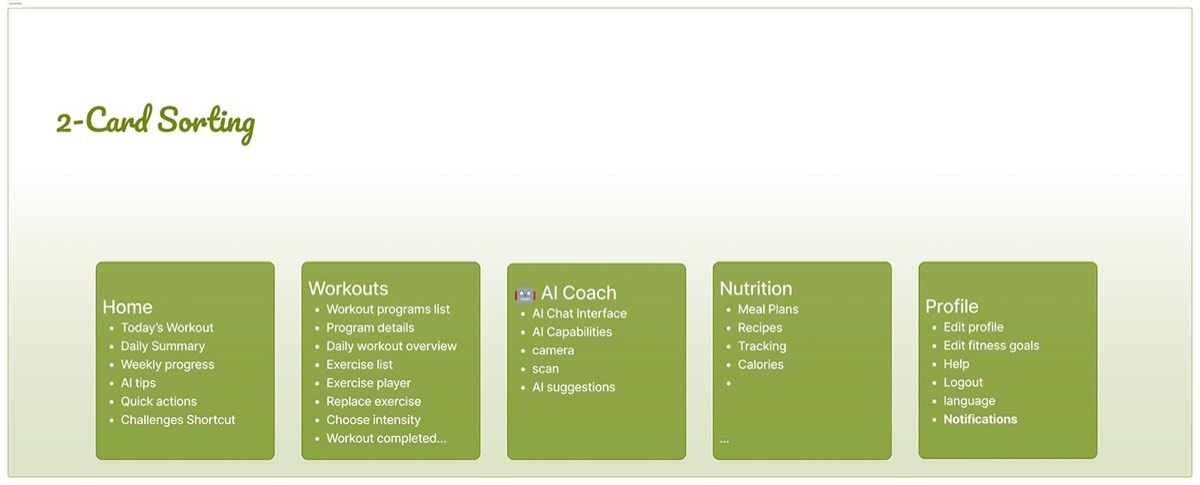 2-Card Sorting
Home
• Today's Workout
• Daily Summary
• Weekly progress
• AI tips
• Quick actions
• Challenges Shortcut
Workouts
• Workout programs list
• Program details
• Daily workout overview
• Exercise list
• Exercise player
• Replace exercise
• Choose intensity
• Workout completed...
🤖 AI Coach
• AI Chat Interface
• AI Capabilities
• camera
• scan
• AI suggestions
Nutrition
• Meal Plans
• Recipes
• Tracking
• Calories
•
...
Profile
• Edit profile
• Edit fitness goals
• Help
• Logout
• language
• Notifications